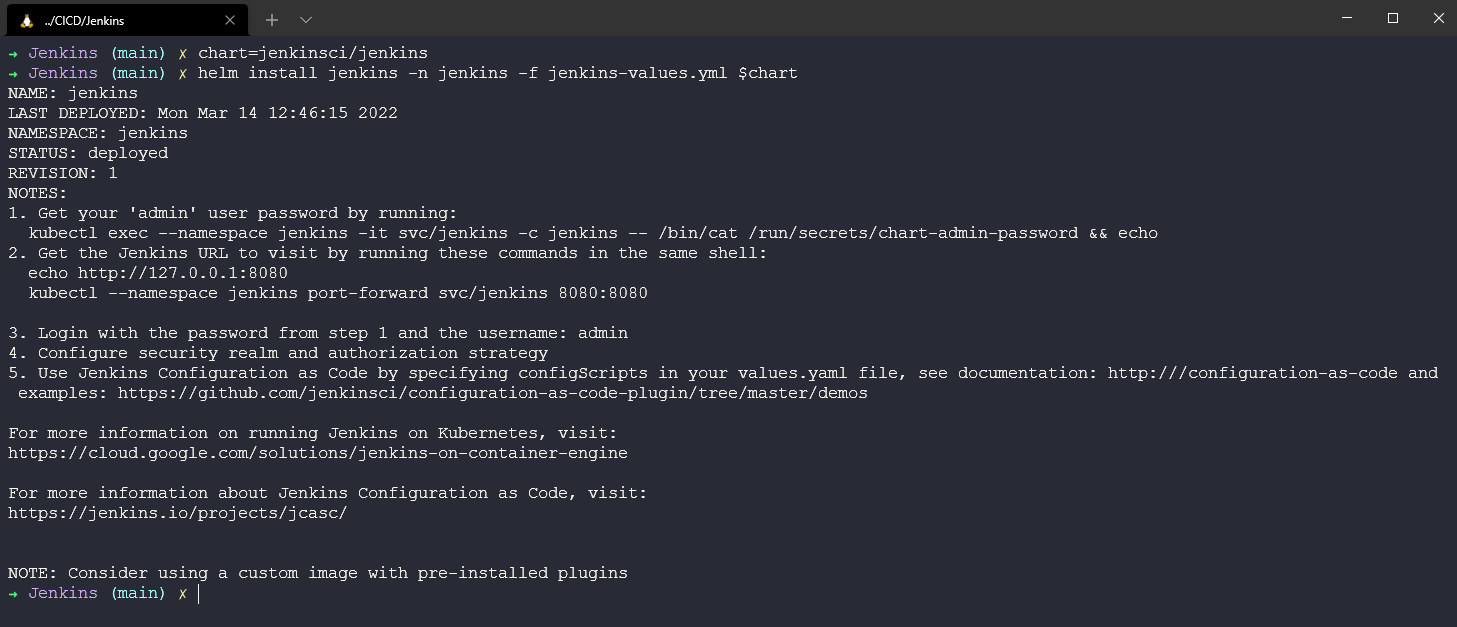 ../CICD/Jenkins
→ Jenkins (main) ✗ chart=jenkinsci/jenkins
→ Jenkins (main) ✗ helm install jenkins -n jenkins -f jenkins-values.yml $chart
NAME: jenkins
LAST DEPLOYED: Mon Mar 14 12:46:15 2022
NAMESPACE: jenkins
STATUS: deployed
REVISION: 1
NOTES:
1. Get your 'admin' user password by running:
  kubectl exec --namespace jenkins -it svc/jenkins -c jenkins -- /bin/cat /run/secrets/chart-admin-password && echo
2. Get the Jenkins URL to visit by running these commands in the same shell:
  echo http://127.0.0.1:8080
  kubectl --namespace jenkins port-forward svc/jenkins 8080:8080
3. Login with the password from step 1 and the username: admin
4. Configure security realm and authorization strategy
5. Use Jenkins Configuration as Code by specifying configScripts in your values.yaml file, see documentation: http:///configuration-as-code and
 examples: https://github.com/jenkinsci/configuration-as-code-plugin/tree/master/demos
For more information on running Jenkins on Kubernetes, visit:
https://cloud.google.com/solutions/jenkins-on-container-engine
For more information about Jenkins Configuration as Code, visit:
https://jenkins.io/projects/jcasc/
NOTE: Consider using a custom image with pre-installed plugins
→ Jenkins (main) ✗